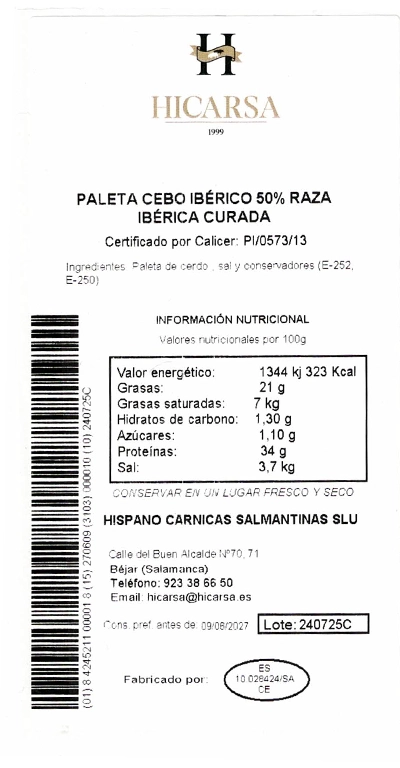 H
HICARSA
1999
PALETA CEBO IBÉRICO 50% RAZA
IBÉRICA CURADA
Certificado por Calicer: PI/0573/13
Ingredientes: Paleta de cerdo , sal y conservadores (E-252,
E-250)
INFORMACIÓN NUTRICIONAL
Valores nutricionales por 100g
Valor energético: 1344 kj 323 Kcal
Grasas: 21 g
Grasas saturadas: 7 kg
Hidratos de carbono: 1,30 g
Azúcares: 1,10 g
Proteínas: 34 g
Sal: 3,7 kg
CONSERVAR EN UN LUGAR FRESCO Y SECO
HISPANO CARNICAS SALMANTINAS SLU
Calle del Buen Alcalde Nº70, 71
Béjar (Salamanca)
Teléfono: 923 38 66 50
Email: hicarsa@hicarsa.es
Cons. pref. antes de: 09/06/2027
Lote: 240725C
Fabricado por:
ES
10.026424/SA
CE
(01) 8 4245211 00001 8 (15) 270609 (3103) 000010 (10) 240725C